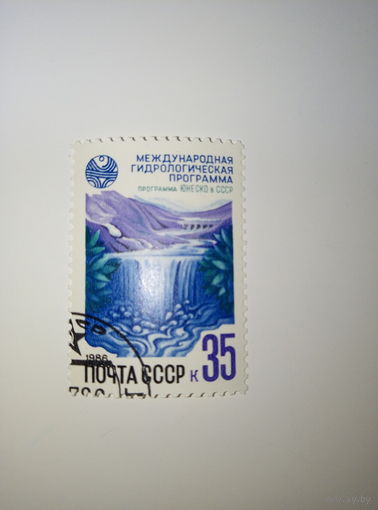 МЕЖДУНАРОДНАЯ
ГИДРОЛОГИЧЕСКАЯ
ПРОГРАММА
ПРОГРАММА ЮНЕСКО в СССР
1986
ПОЧТА СССР К 35